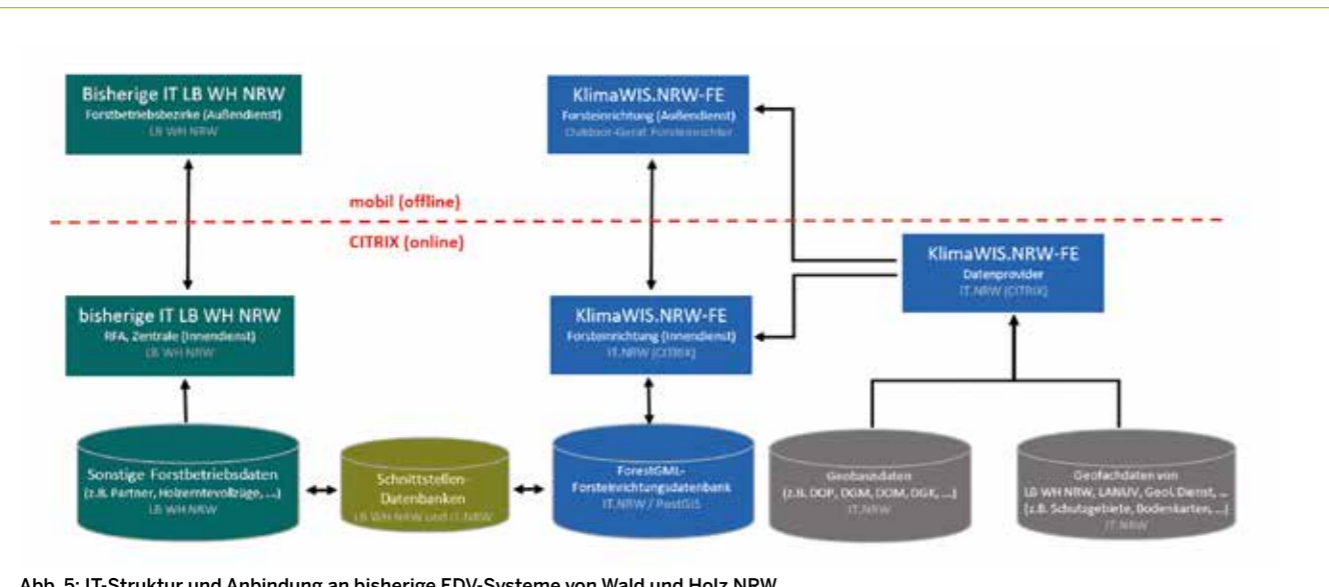 Bisherige IT LB WH NRW
Forstbetriebsbezirke (Außendienst)
LB WH NRW
KlimaWIS.NRW-FE
Forsteinrichtung (Außendienst)
Outdoor-Gerät Forsteinrichter
mobil (offline)
CITRIX (online)
KlimaWIS.NRW-FE
Datenprovider
IT.NRW (CITRIX)
bisherige IT LB WH NRW
RFA, Zentrale (Innendienst)
LB WH NRW
KlimaWIS.NRW-FE
Forsteinrichtung (Innendienst)
IT.NRW (CITRIX)
Sonstige Forstbetriebsdaten
(z.B. Partner, Holzerntevollzüge, ...)
LB WH NRW
Schnittstellen-
Datenbanken
LB WH NRW und IT.NRW
ForestGML-
Forsteinrichtungsdatenbank
IT.NRW / PostGIS
Geobasisdaten
(z.B. DOP, DGM, DOM, DGK, ...)
IT.NRW
Geofachdaten von
LB WH NRW, LANUV, Geol. Dienst, ...
(z.B. Schutzgebiete, Bodenkarten, ...)
IT.NRW
Abb. 5: IT-Struktur und Anbindung an bisherige EDV-Systeme von Wald und Holz NRW